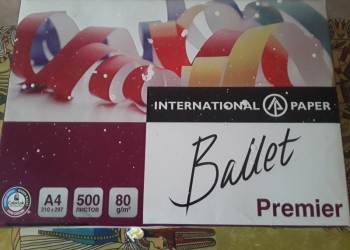 INTERNATIONAL PAPER
Ballet
Premier
A4
210 x 297
500
ЛИСТОВ
80
g/m²